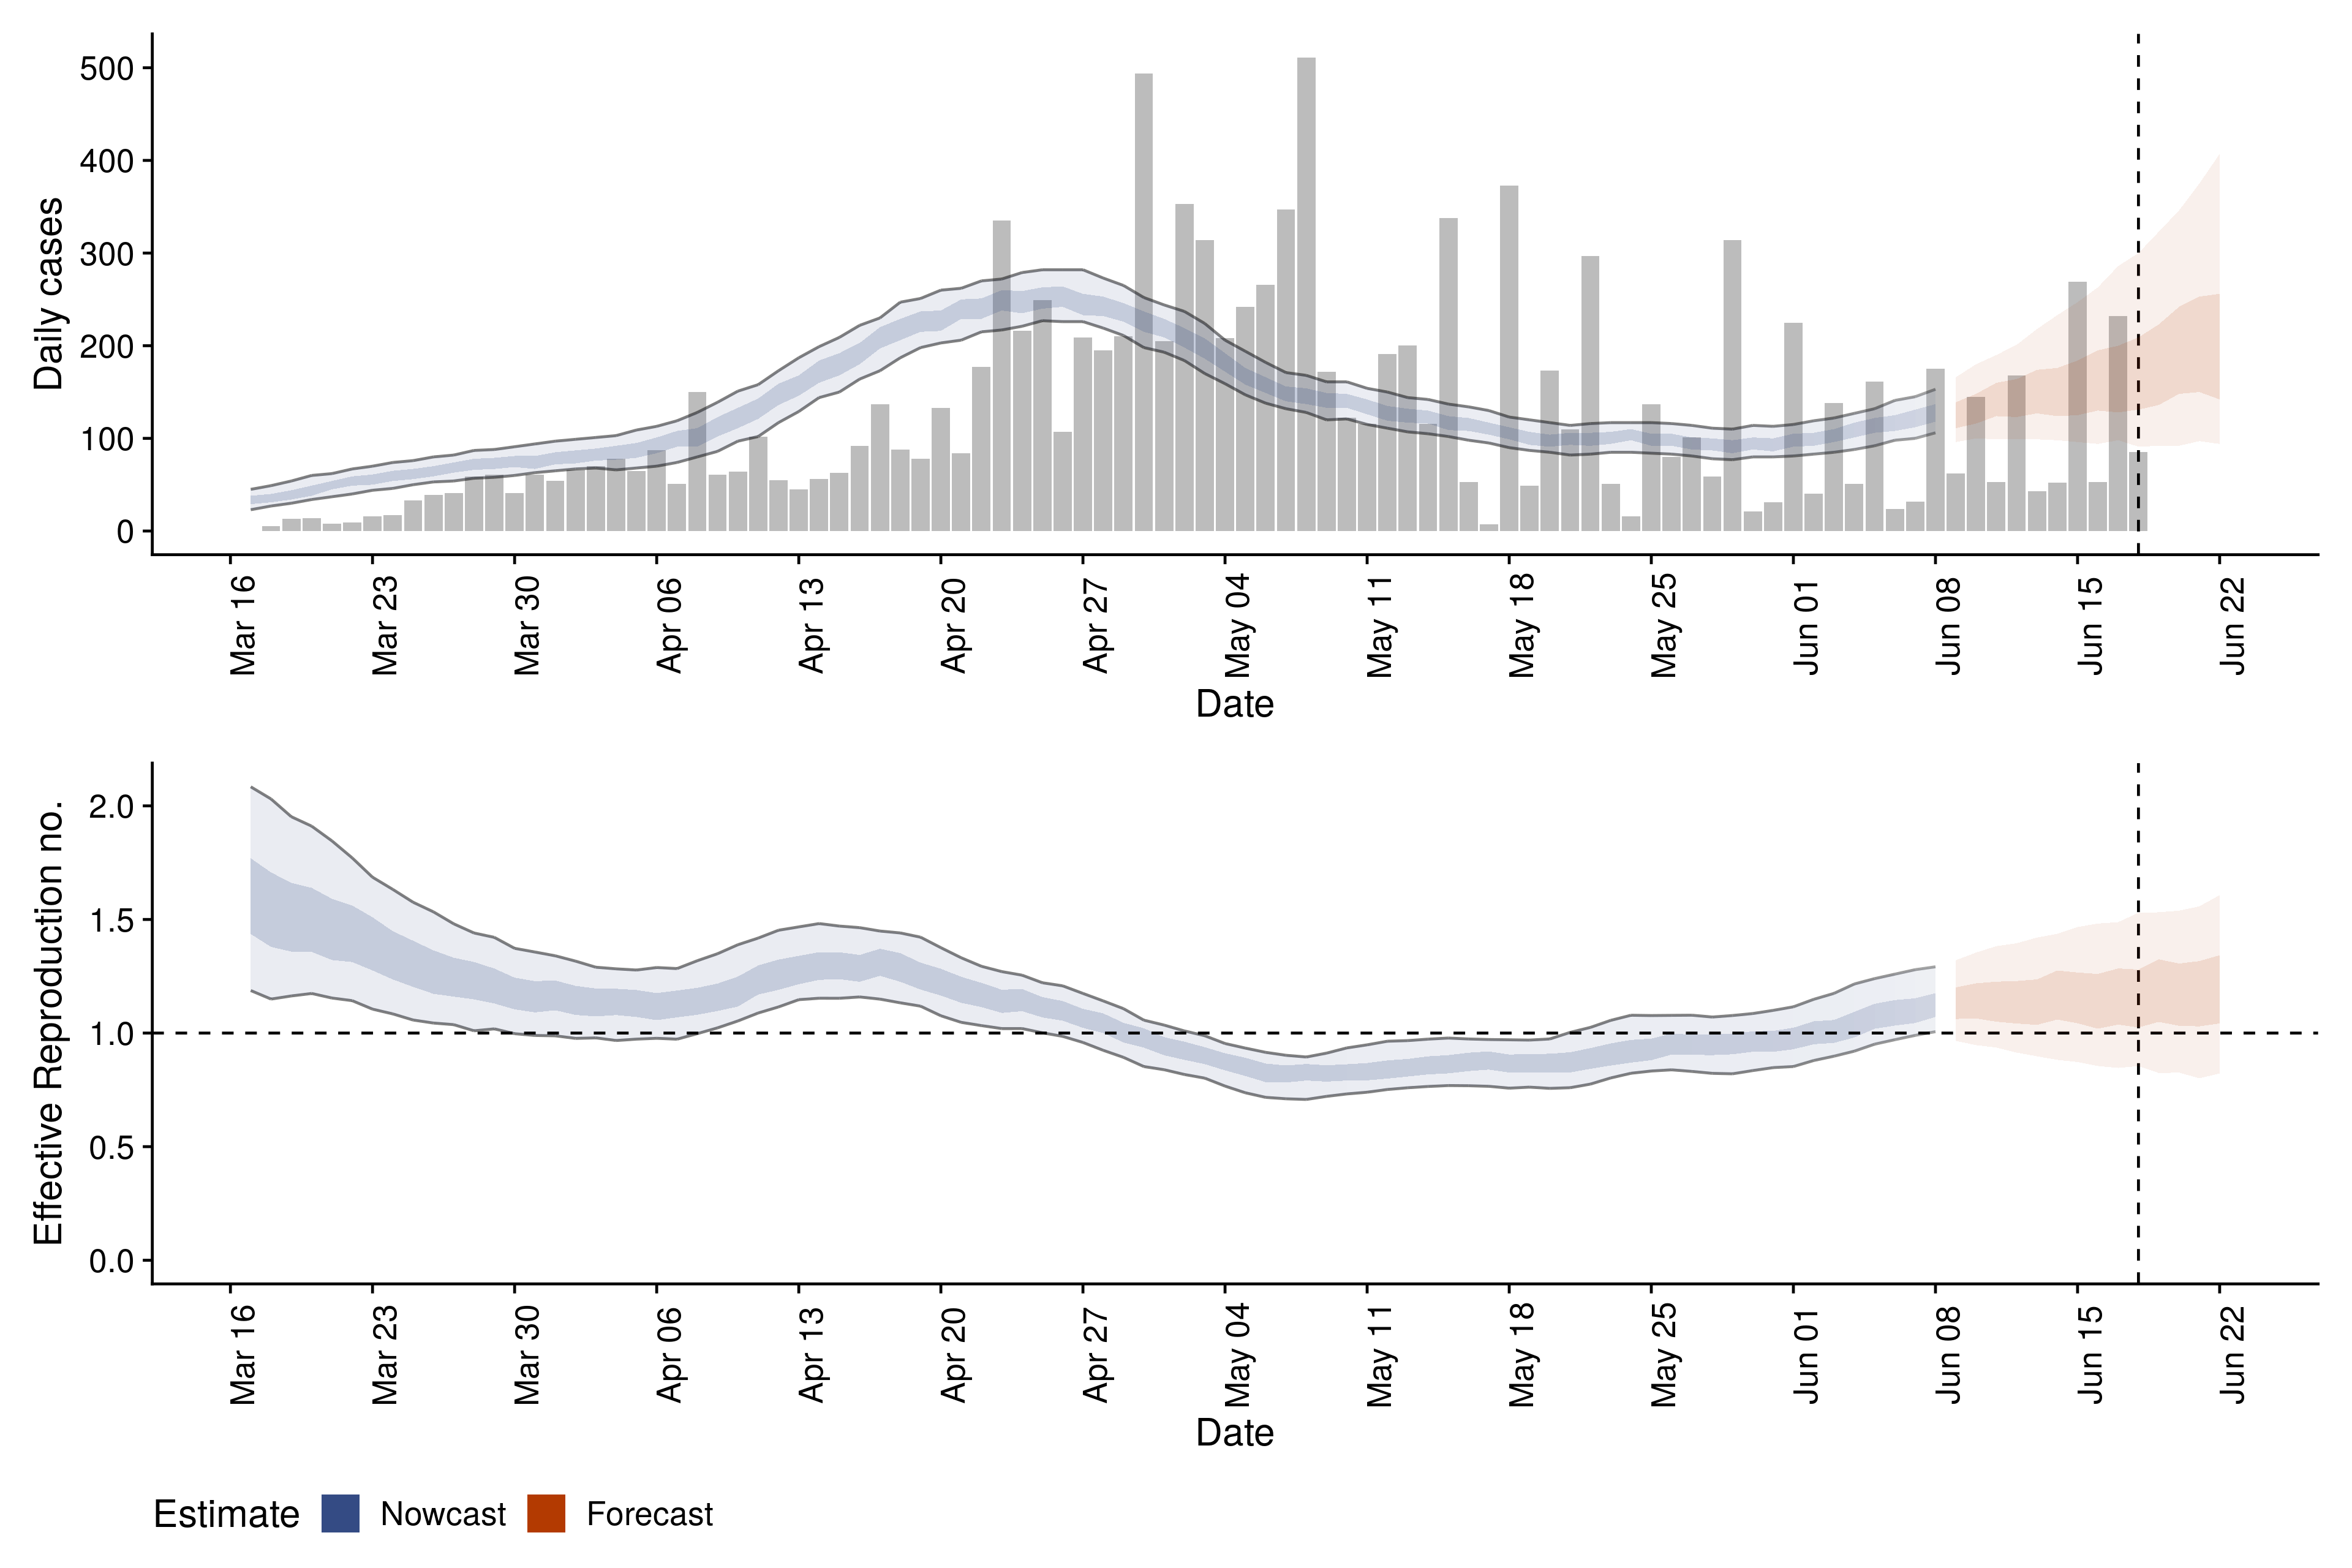 Daily cases
500
400
300
200
100
0
Mar 16
Mar 23
Mar 30
Apr 06
Apr 13
Apr 20
Apr 27
May 04
May 11
May 18
May 25
Jun 01
Jun 08
Jun 15
Jun 22
Date
Effective Reproduction no.
2.0
1.5
1.0
0.5
0.0
Mar 16
Mar 23
Mar 30
Apr 06
Apr 13
Apr 20
Apr 27
May 04
May 11
May 18
May 25
Jun 01
Jun 08
Jun 15
Jun 22
Date
Estimate Nowcast Forecast